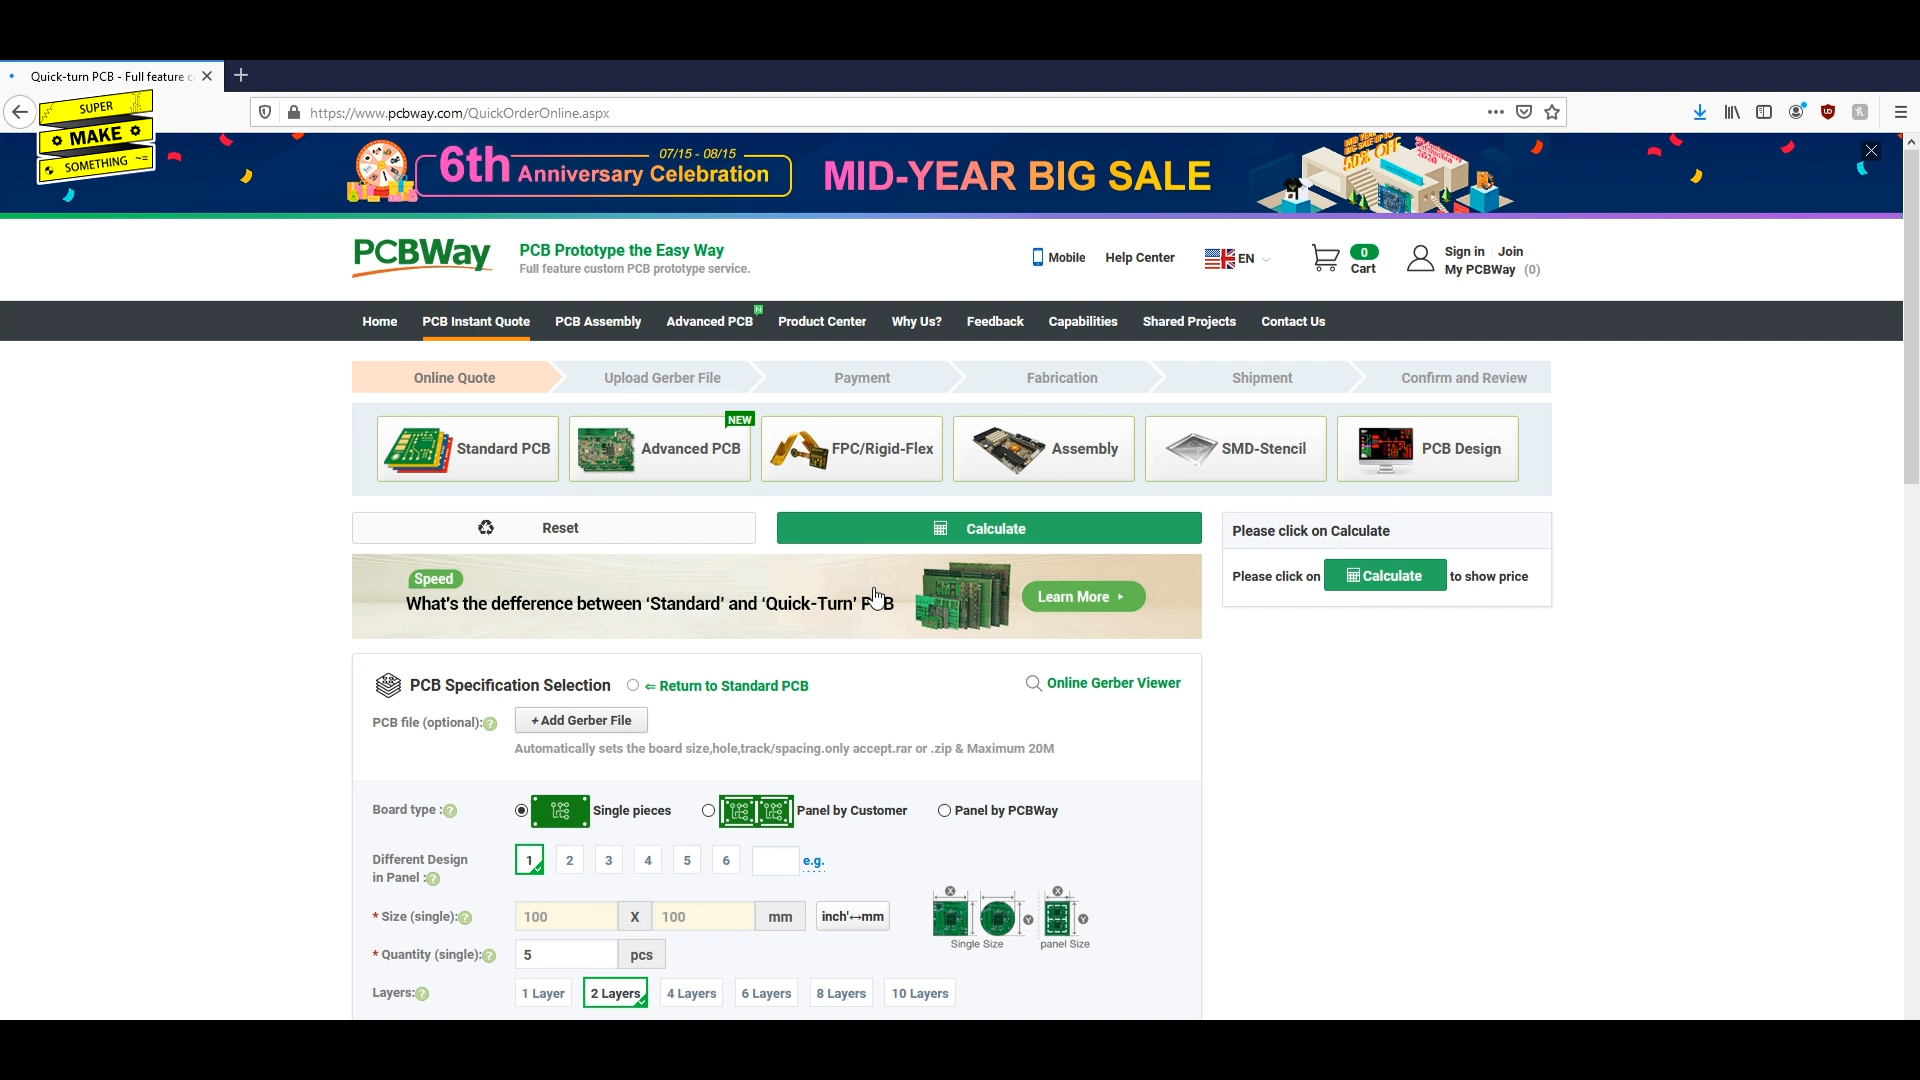 Quick-turn PCB - Full feature c
SUPER
MAKE
SOMETHING
https://www.pcbway.com/QuickOrderOnline.aspx
6th
07/15 - 08/15
Anniversary Celebration
MID-YEAR BIG SALE
50% OFF
PCBWay
PCB Prototype the Easy Way
Full feature custom PCB prototype service.
Mobile
Help Center
EN
0
Cart
Sign in
Join
My PCBWay (0)
Home
PCB Instant Quote
PCB Assembly
Advanced PCB
N
Product Center
Why Us?
Feedback
Capabilities
Shared Projects
Contact Us
Online Quote
Upload Gerber File
Payment
Fabrication
Shipment
Confirm and Review
Standard PCB
NEW
Advanced PCB
FPC/Rigid-Flex
Assembly
SMD-Stencil
PCB Design
Reset
Calculate
Please click on Calculate
Please click on Calculate to show price
Speed
What's the defference between ‘Standard’ and ‘Quick-Turn’ PCB
Learn More
PCB Specification Selection
⇐ Return to Standard PCB
Online Gerber Viewer
PCB file (optional):?
+ Add Gerber File
Automatically sets the board size,hole,track/spacing.only accept.rar or .zip & Maximum 20M
Board type :?
Single pieces
Panel by Customer
Panel by PCBWay
Different Design
in Panel :?
1
2
3
4
5
6
e.g.
* Size (single):?
100
X
100
mm
inch'↔mm
X
Y
X
Y
Single Size
panel Size
* Quantity (single):?
5
pcs
Layers:?
1 Layer
2 Layers
4 Layers
6 Layers
8 Layers
10 Layers